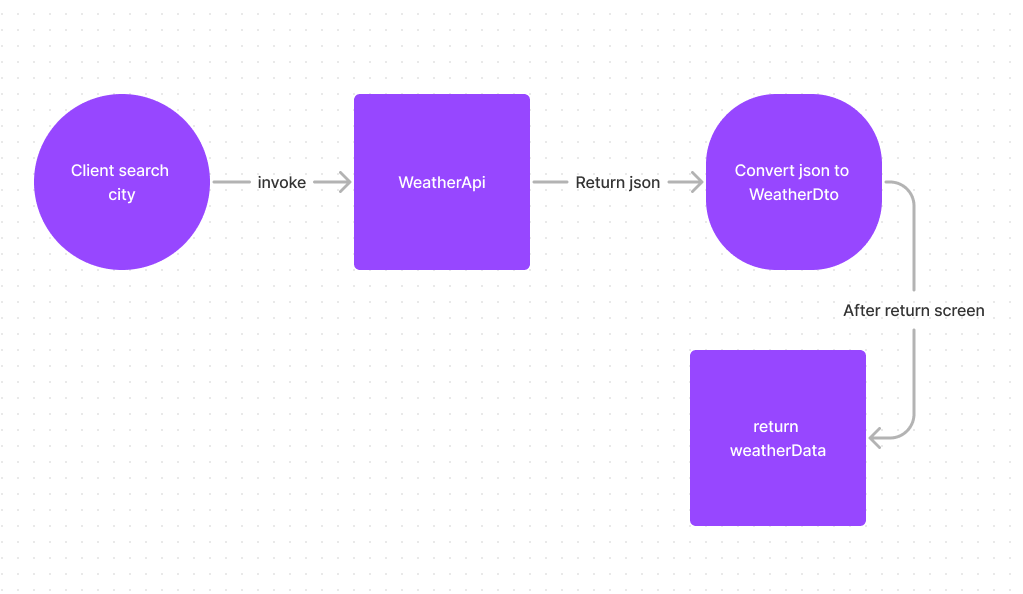 Client search
city
invoke
WeatherApi
Return json
Convert json to
WeatherDto
After return screen
return
weatherData